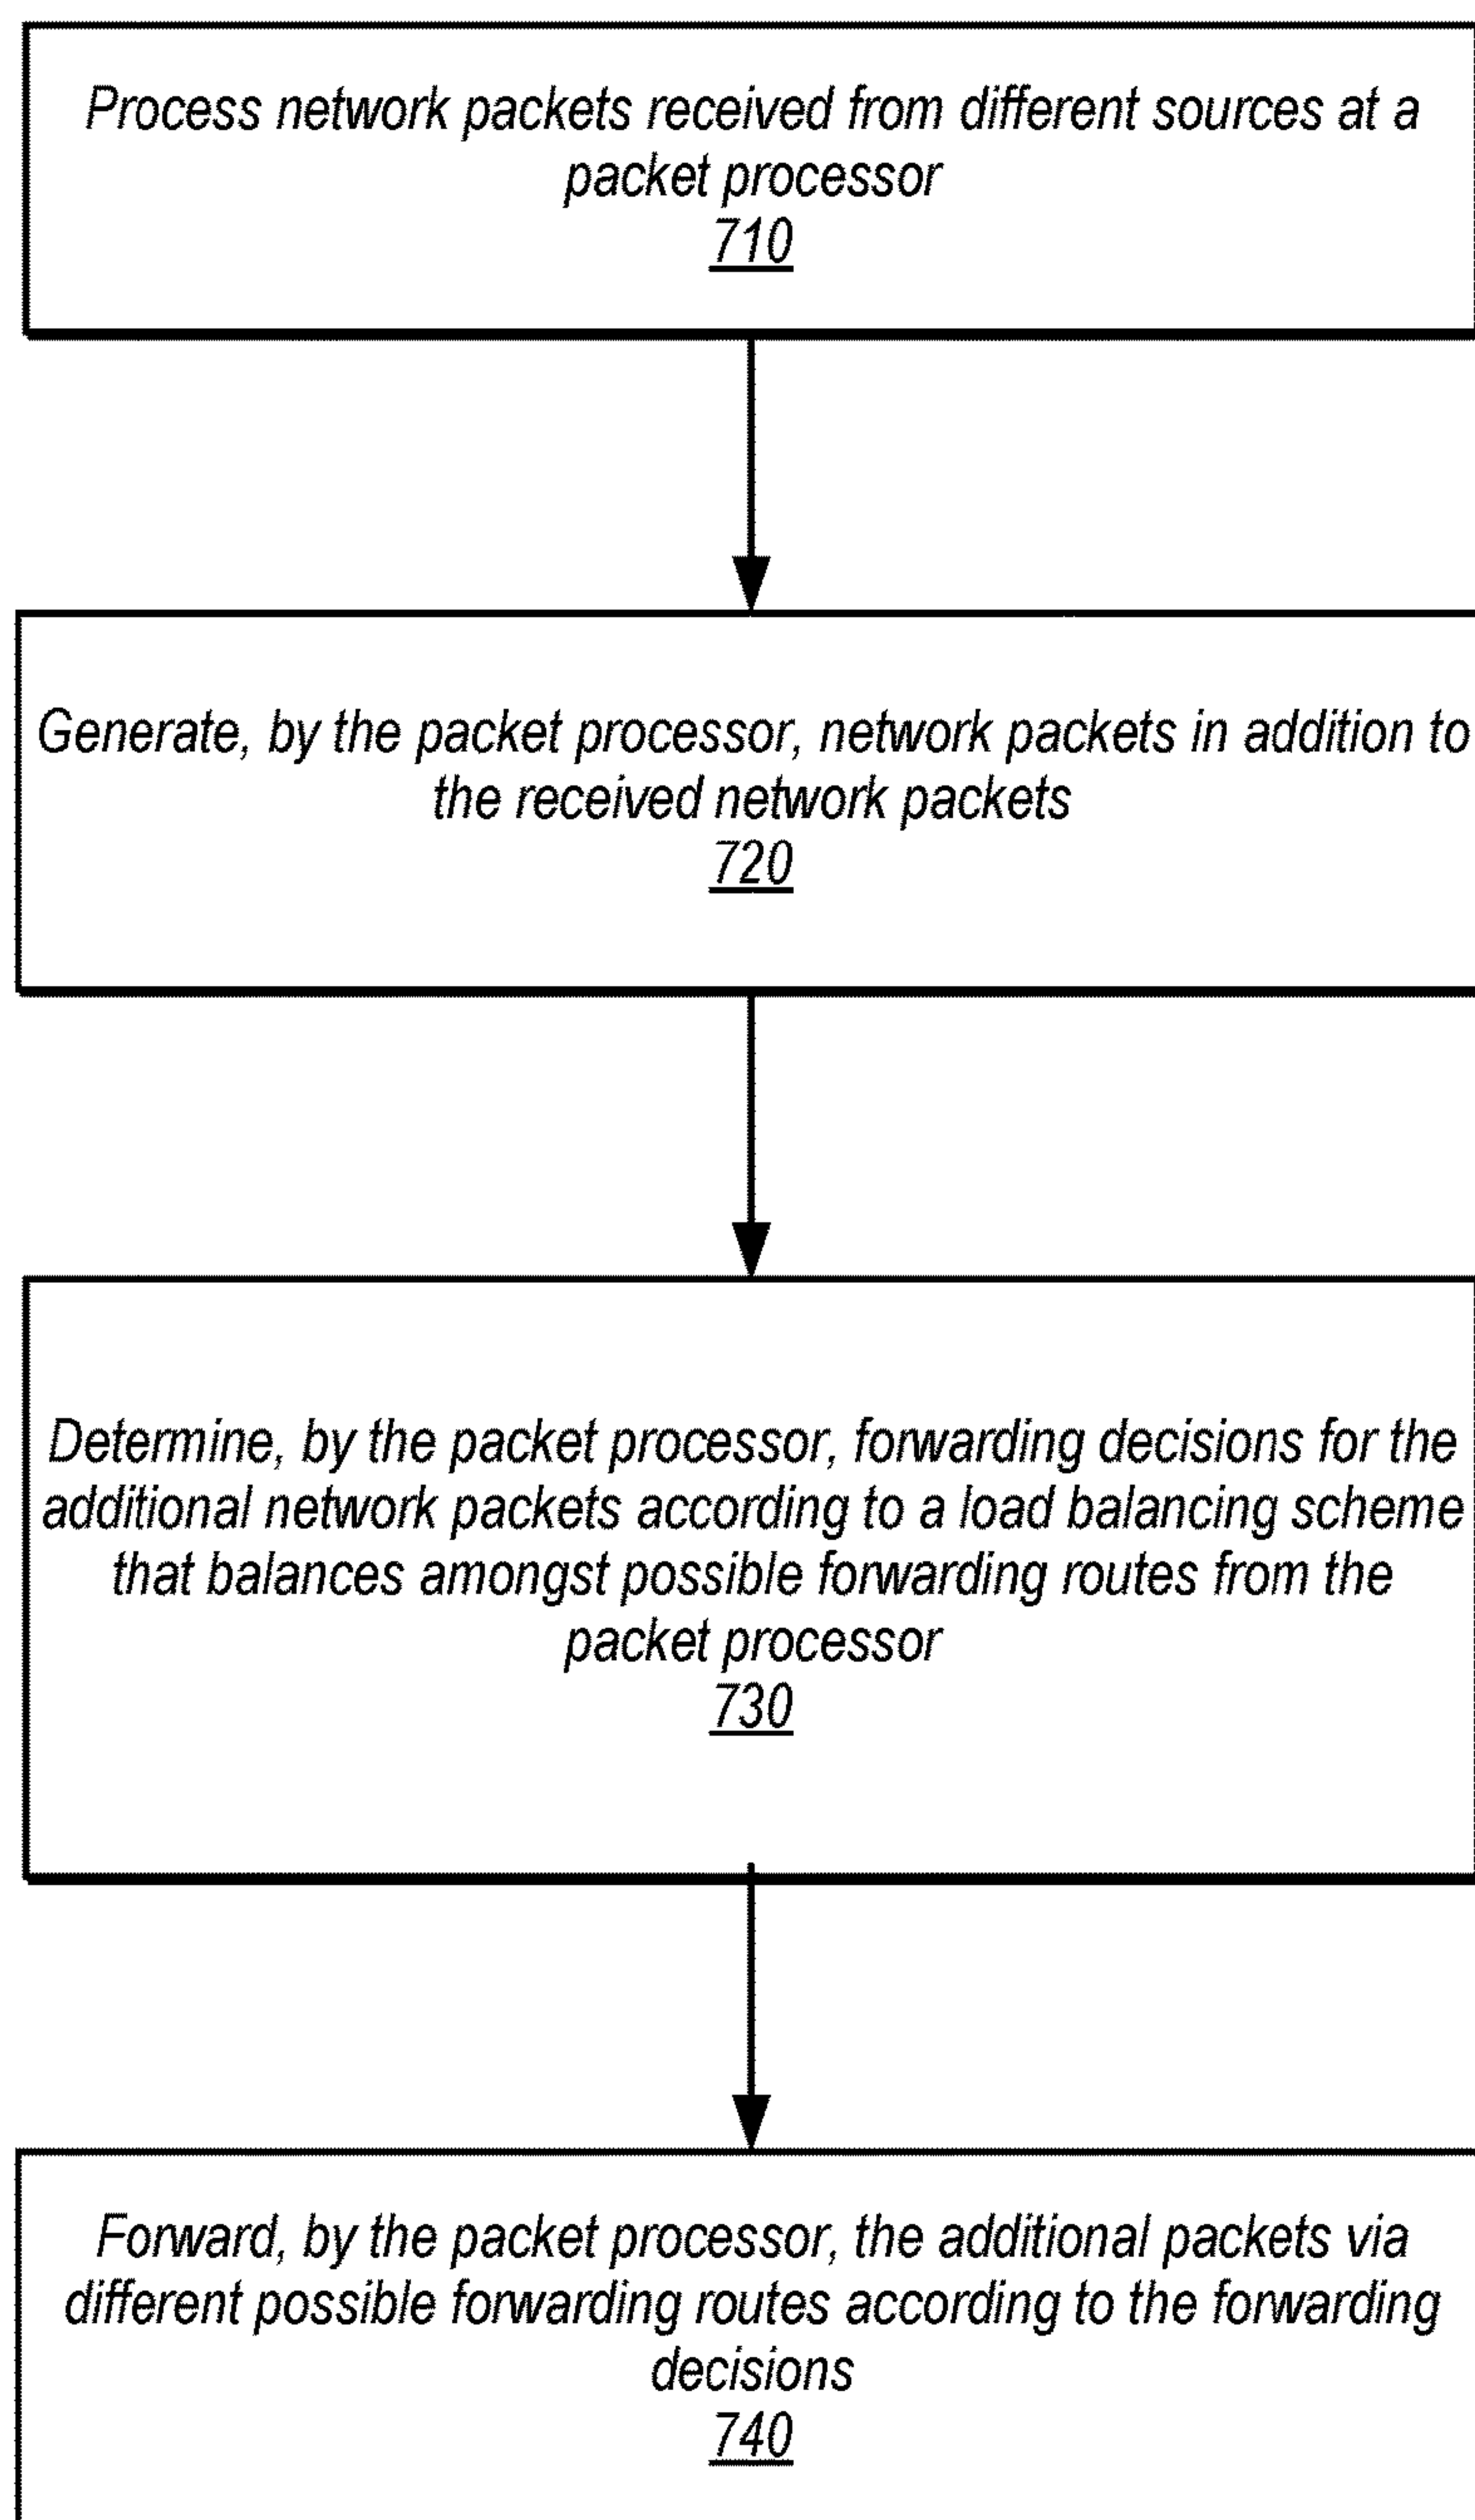 Process network packets received from different sources at a
packet processor
710
Generate, by the packet processor, network packets in addition to
the received network packets
720
Determine, by the packet processor, forwarding decisions for the
additional network packets according to a load balancing scheme
that balances amongst possible forwarding routes from the
packet processor
730
Forward, by the packet processor, the additional packets via
different possible forwarding routes according to the forwarding
decisions
740